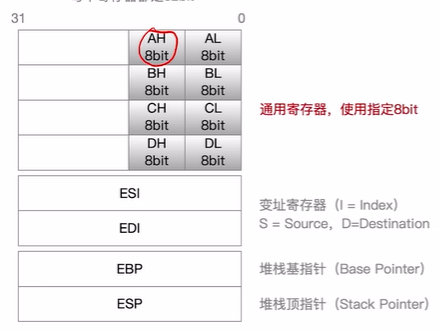 31 0
AH AL
8bit 8bit
BH BL
8bit 8bit
通用寄存器，使用指定8bit
CH CL
8bit 8bit
DH DL
8bit 8bit
ESI
变址寄存器（I = Index）
S = Source，D=Destination
EDI
EBP 堆栈基指针（Base Pointer）
ESP 堆栈顶指针（Stack Pointer）